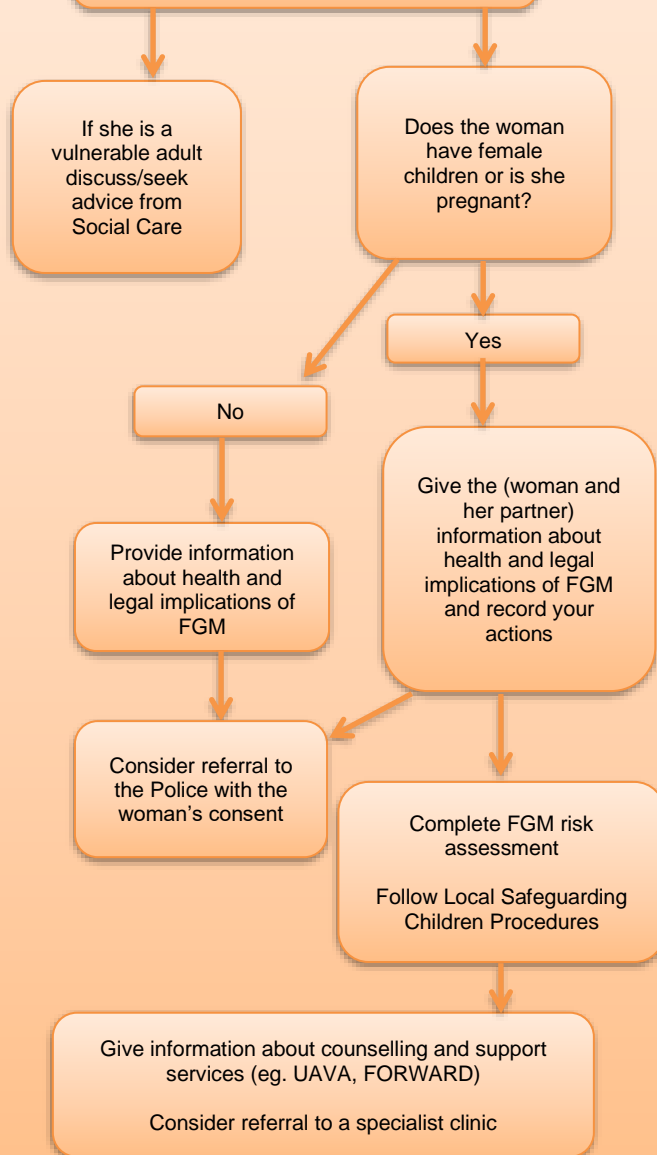 If she is a
vulnerable adult
discuss/seek
advice from
Social Care
Does the woman
have female
children or is she
pregnant?
Yes
No
Give the (woman and
her partner)
information about
health and legal
implications of FGM
and record your
actions
Provide information
about health and
legal implications of
FGM
Consider referral to
the Police with the
woman’s consent
Complete FGM risk
assessment
Follow Local Safeguarding
Children Procedures
Give information about counselling and support
services (eg. UAVA, FORWARD)
Consider referral to a specialist clinic